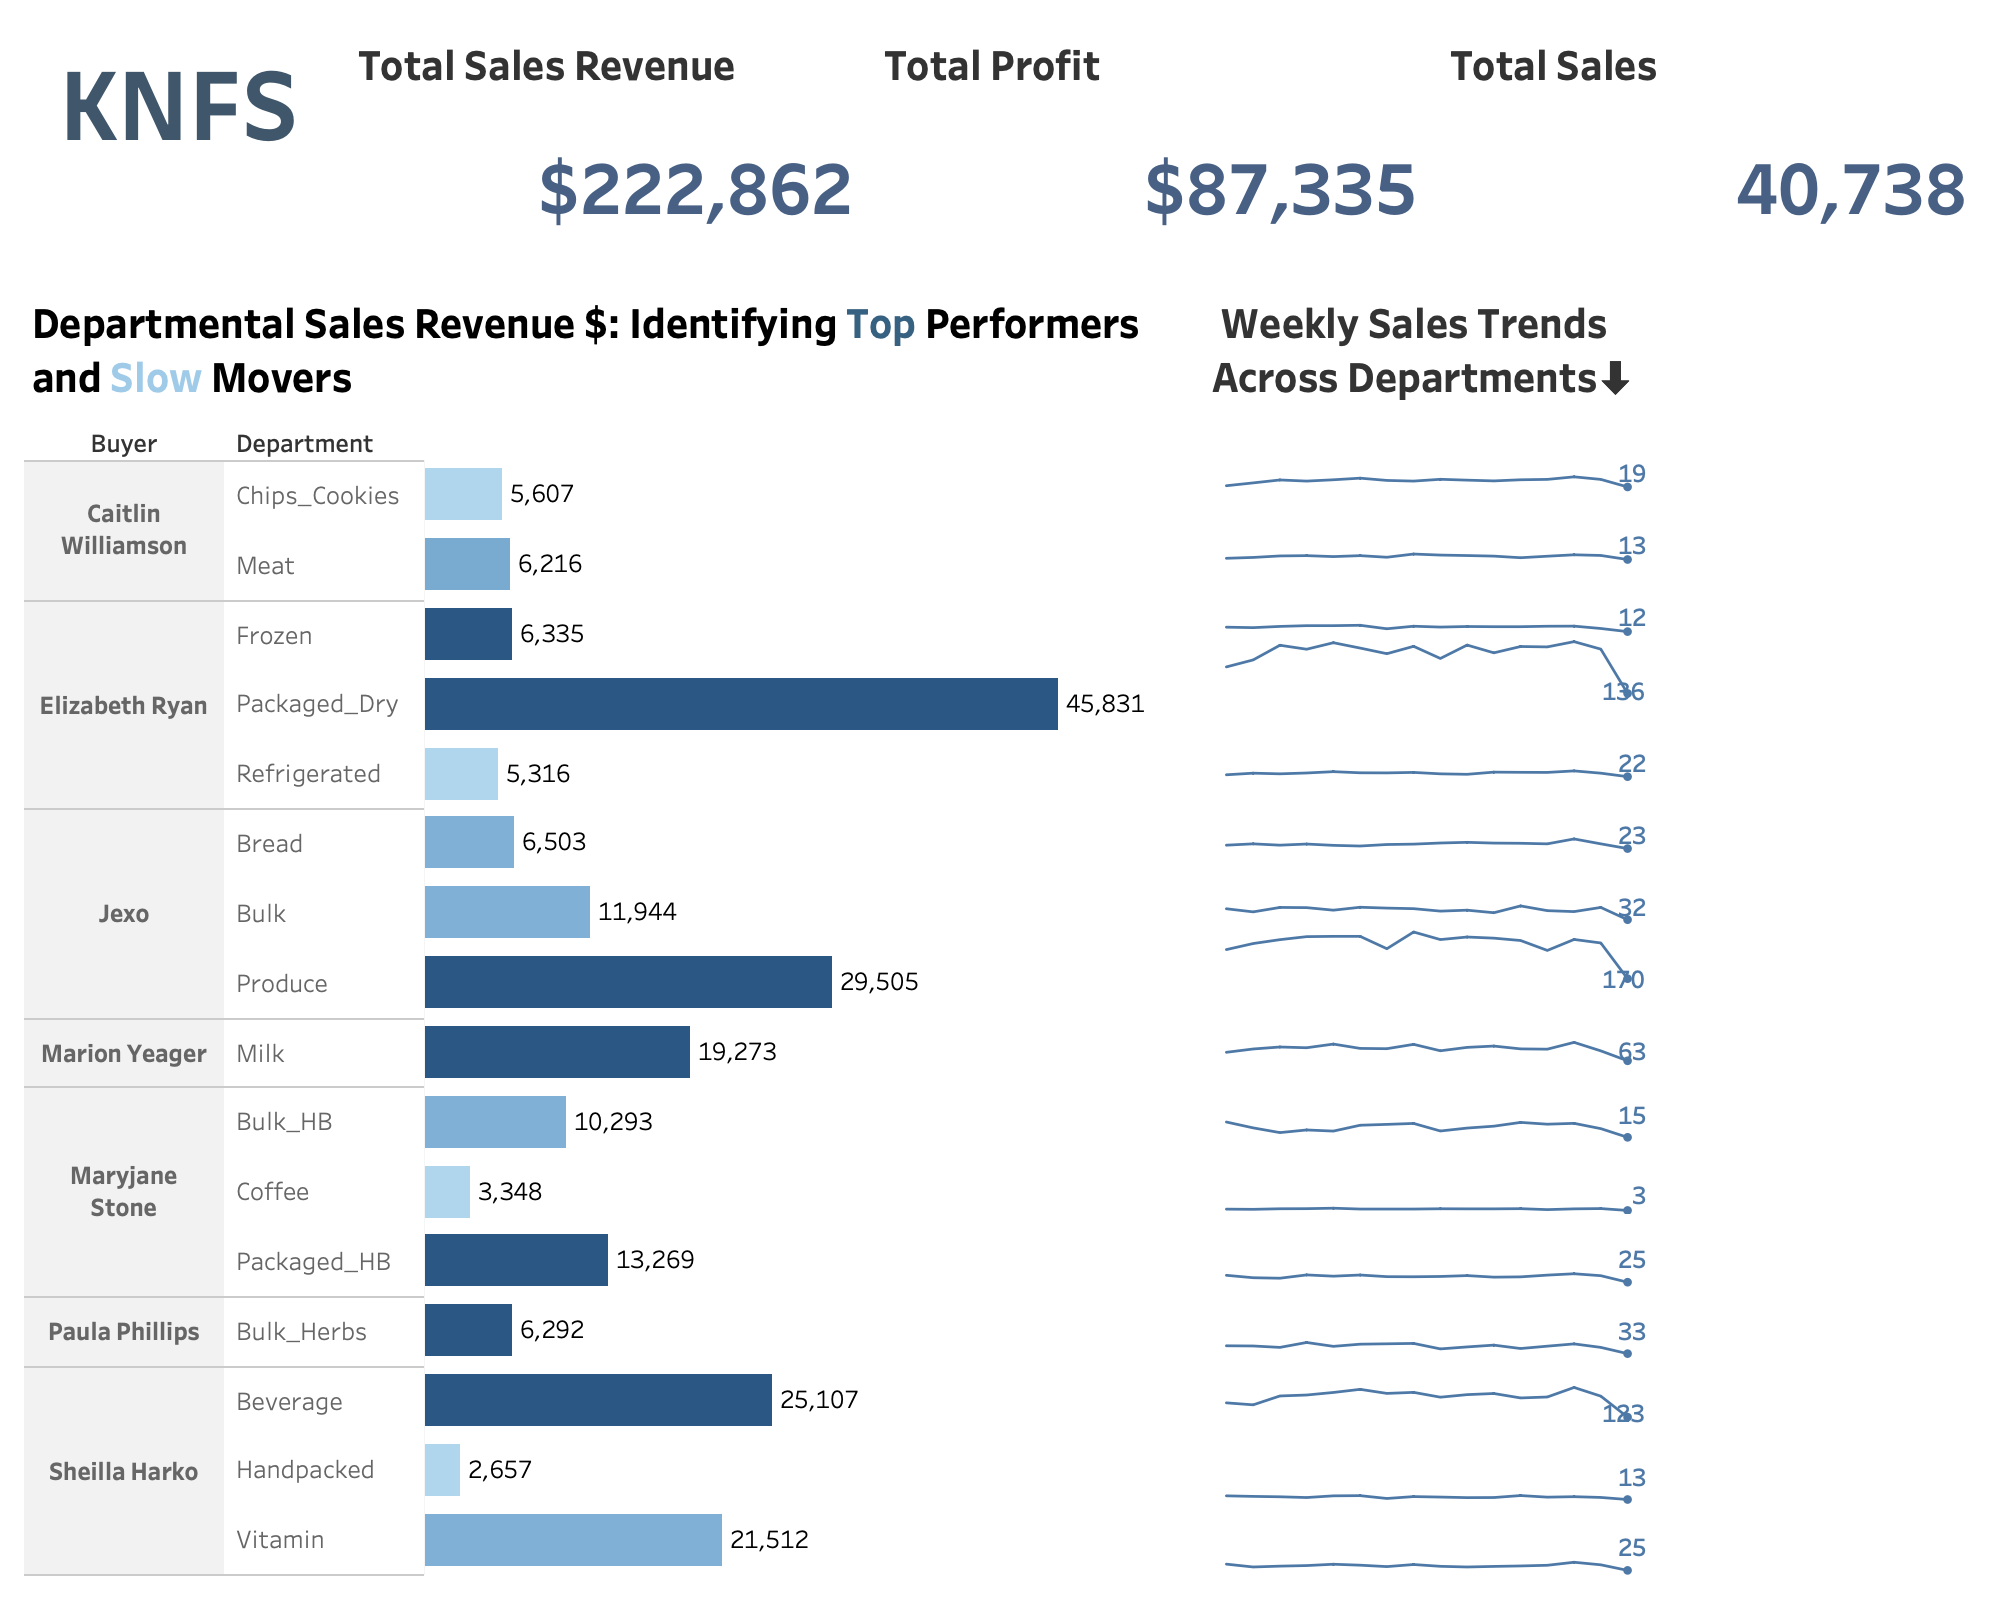 KNFS
Total Sales Revenue
Total Profit
Total Sales
$222,862
$87,335
40,738
Departmental Sales Revenue $: Identifying Top Performers
and Slow Movers
Weekly Sales Trends
Across Departments
Buyer
Department
Caitlin
Williamson
Chips_Cookies
5,607
19
Meat
6,216
13
Elizabeth Ryan
Frozen
6,335
12
Packaged_Dry
45,831
136
Refrigerated
5,316
22
Jexo
Bread
6,503
23
Bulk
11,944
32
Produce
29,505
170
Marion Yeager
Milk
19,273
63
Maryjane
Stone
Bulk_HB
10,293
15
Coffee
3,348
3
Packaged_HB
13,269
25
Paula Phillips
Bulk_Herbs
6,292
33
Sheilla Harko
Beverage
25,107
Handpacked
2,657
13
Vitamin
21,512
25